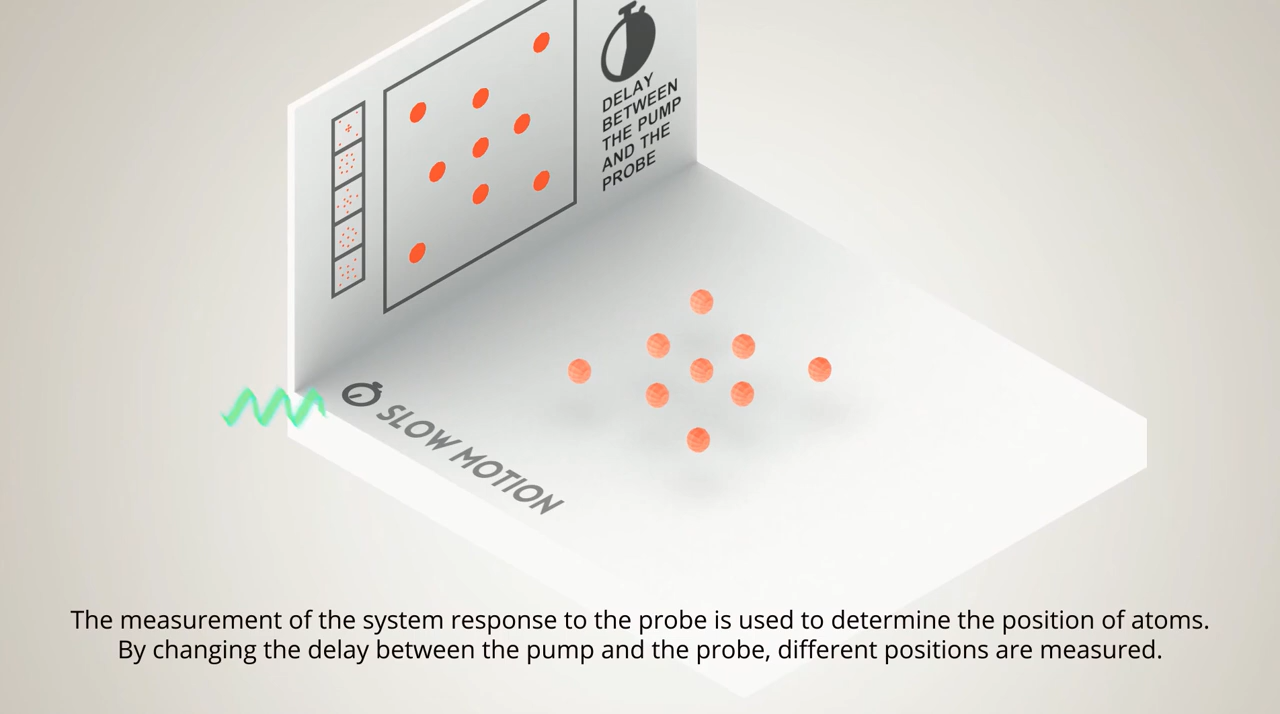 DELAY
BETWEEN
THE PUMP
AND THE
PROBE
SLOW MOTION
The measurement of the system response to the probe is used to determine the position of atoms.
By changing the delay between the pump and the probe, different positions are measured.